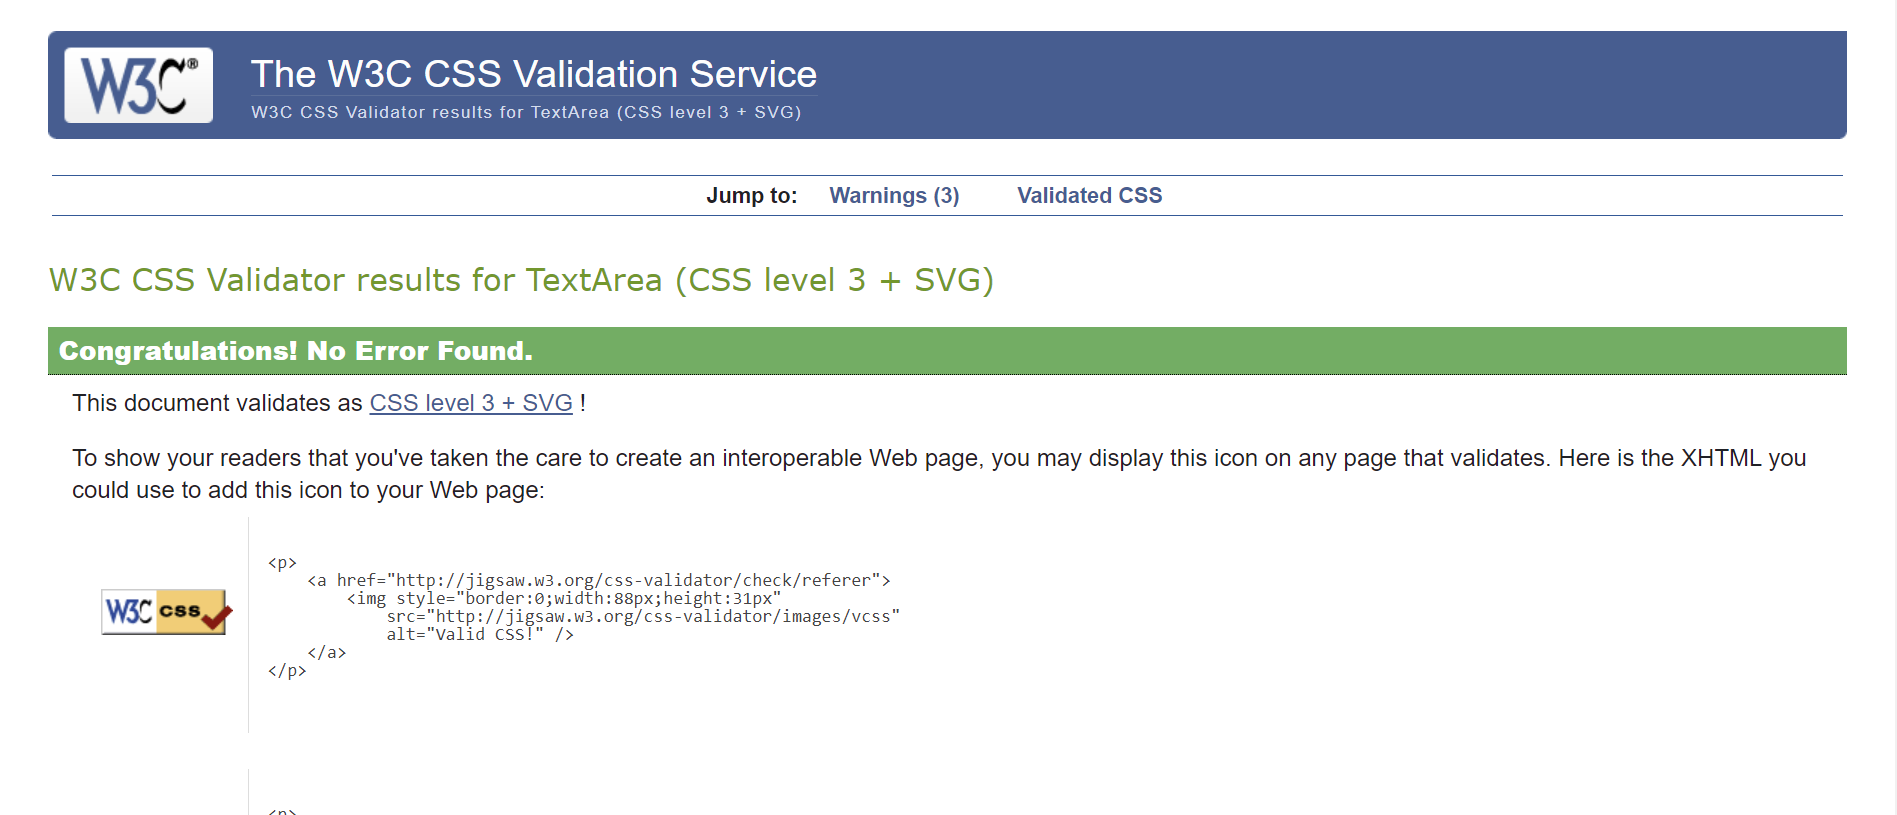 W3C®
The W3C CSS Validation Service
W3C CSS Validator results for TextArea (CSS level 3 + SVG)
Jump to: Warnings (3) Validated CSS
W3C CSS Validator results for TextArea (CSS level 3 + SVG)
Congratulations! No Error Found.
This document validates as CSS level 3 + SVG !
To show your readers that you've taken the care to create an interoperable Web page, you may display this icon on any page that validates. Here is the XHTML you
could use to add this icon to your Web page:
W3C css
<p>
    <a href="http://jigsaw.w3.org/css-validator/check/referer">
        <img style="border:0;width:88px;height:31px"
            src="http://jigsaw.w3.org/css-validator/images/vcss"
            alt="Valid CSS!" />
    </a>
</p>